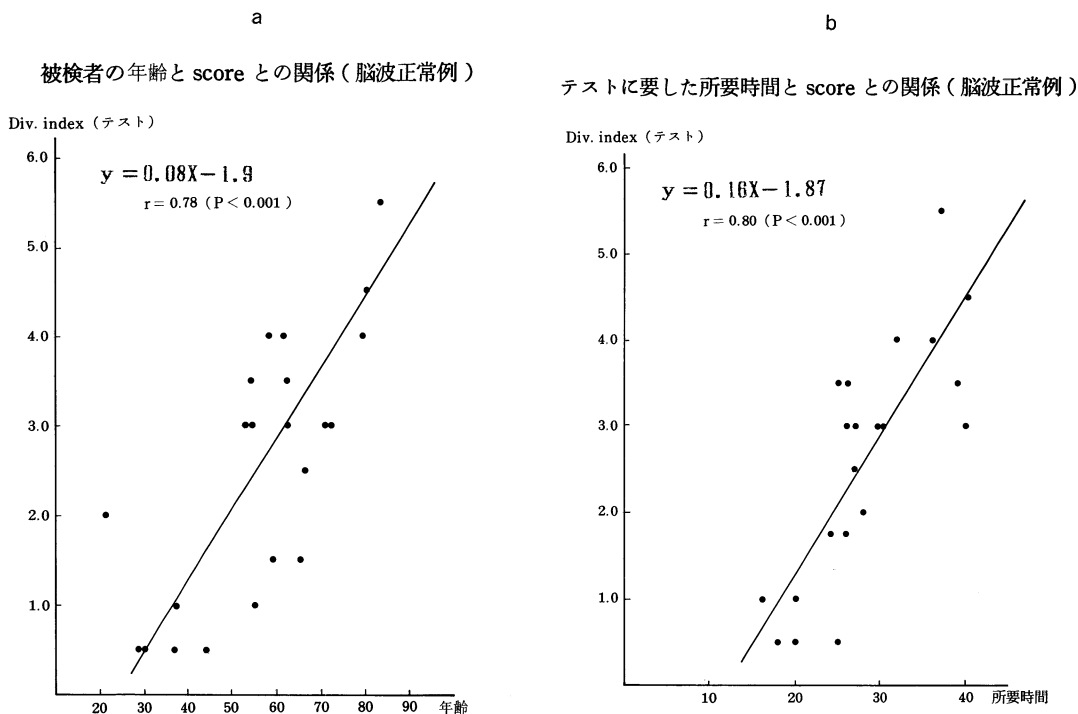 a
被検者の年齢と score との関係（脳波正常例）
Div. index（テスト）
y = 0.08X − 1.9
r = 0.78（P < 0.001）
6.0
5.0
4.0
3.0
2.0
1.0
20 30 40 50 60 70 80 90 年齢
b
テストに要した所要時間と score との関係（脳波正常例）
Div. index（テスト）
y = 0.16X − 1.87
r = 0.80（P < 0.001）
6.0
5.0
4.0
3.0
2.0
1.0
10 20 30 40 所要時間